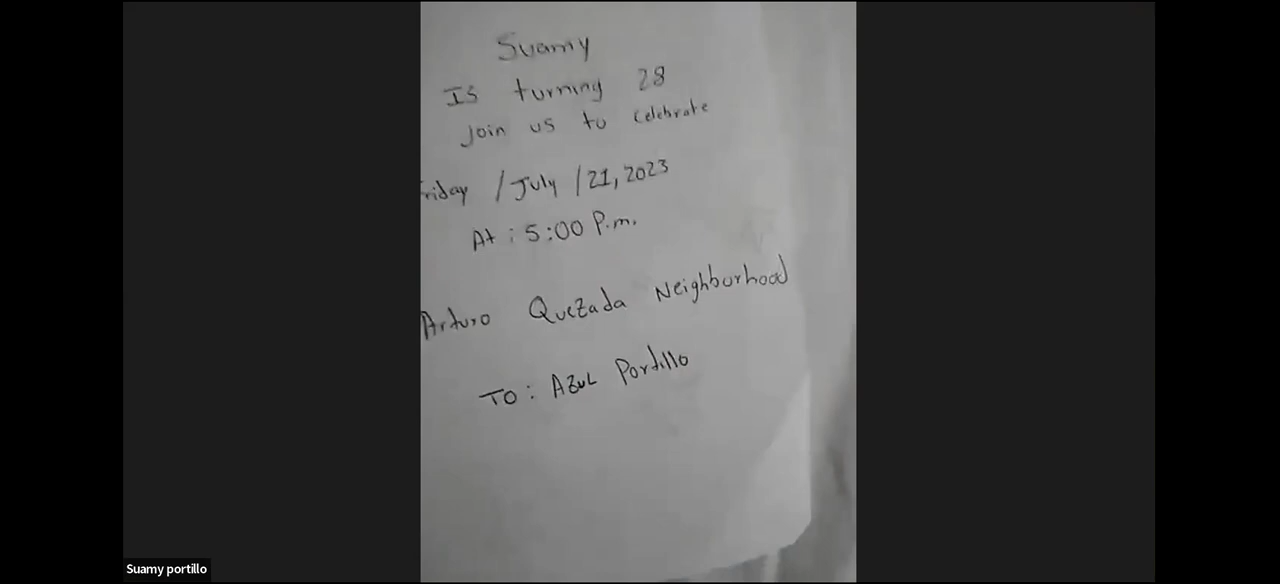 Suamy
Is turning 28
Join us to celebrate
Friday /July /21, 2023
At : 5:00 P.m.
Arturo Quezada Neighborhood
TO : Azul Portillo
Suamy portillo